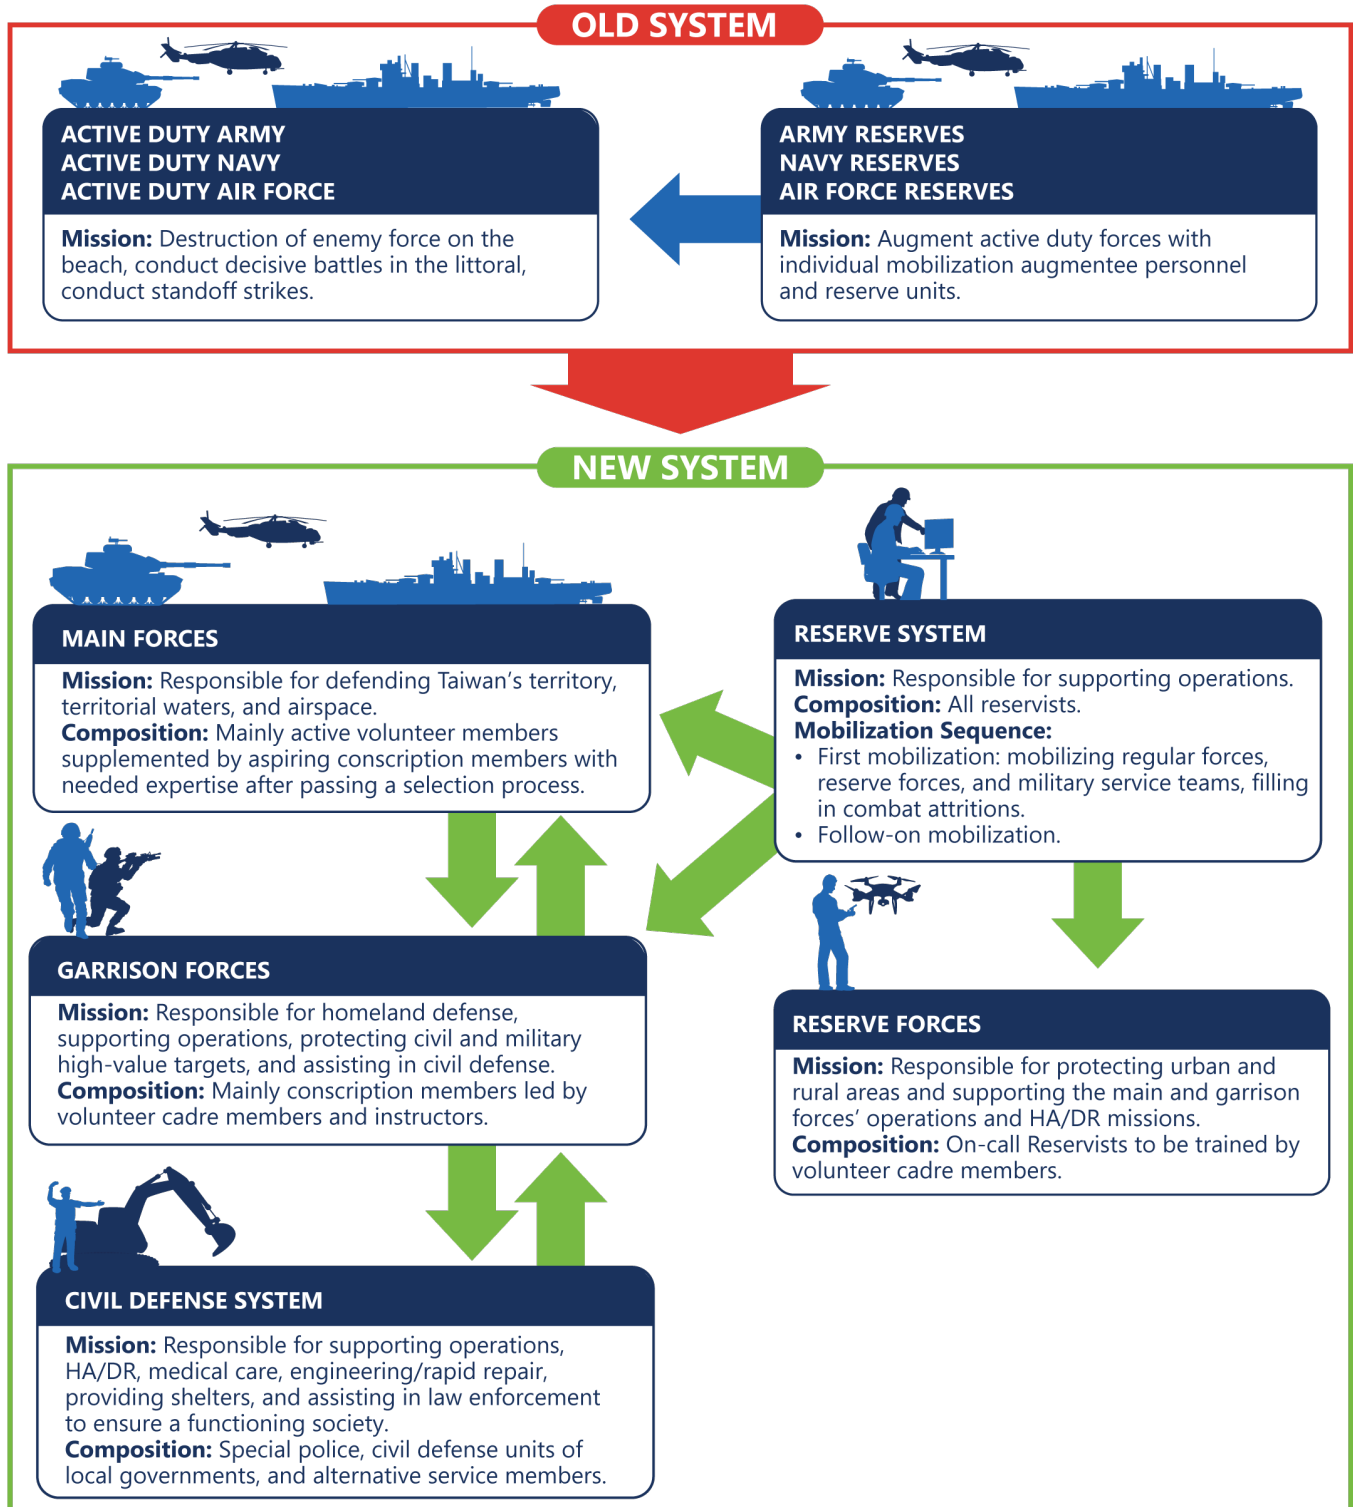 OLD SYSTEM
ACTIVE DUTY ARMY
ACTIVE DUTY NAVY
ACTIVE DUTY AIR FORCE
Mission: Destruction of enemy force on the
beach, conduct decisive battles in the littoral,
conduct standoff strikes.
ARMY RESERVES
NAVY RESERVES
AIR FORCE RESERVES
Mission: Augment active duty forces with
individual mobilization augmentee personnel
and reserve units.
NEW SYSTEM
MAIN FORCES
Mission: Responsible for defending Taiwan’s territory,
territorial waters, and airspace.
Composition: Mainly active volunteer members
supplemented by aspiring conscription members with
needed expertise after passing a selection process.
RESERVE SYSTEM
Mission: Responsible for supporting operations.
Composition: All reservists.
Mobilization Sequence:
• First mobilization: mobilizing regular forces,
reserve forces, and military service teams, filling
in combat attritions.
• Follow-on mobilization.
GARRISON FORCES
Mission: Responsible for homeland defense,
supporting operations, protecting civil and military
high-value targets, and assisting in civil defense.
Composition: Mainly conscription members led by
volunteer cadre members and instructors.
RESERVE FORCES
Mission: Responsible for protecting urban and
rural areas and supporting the main and garrison
forces’ operations and HA/DR missions.
Composition: On-call Reservists to be trained by
volunteer cadre members.
CIVIL DEFENSE SYSTEM
Mission: Responsible for supporting operations,
HA/DR, medical care, engineering/rapid repair,
providing shelters, and assisting in law enforcement
to ensure a functioning society.
Composition: Special police, civil defense units of
local governments, and alternative service members.